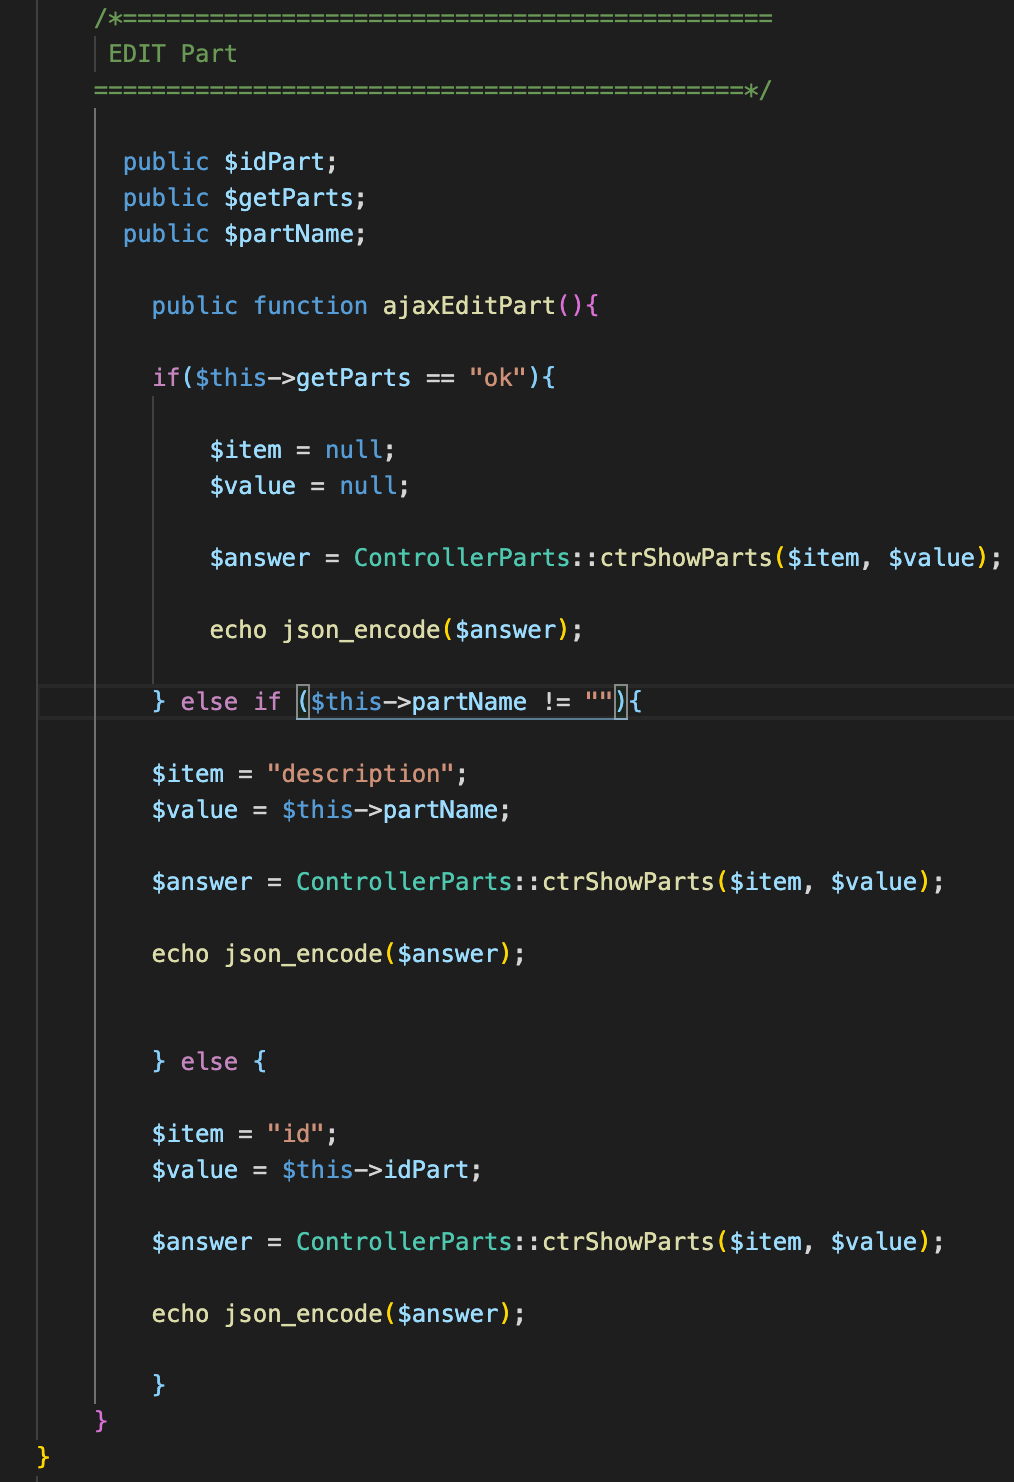 /*=============================================
EDIT Part
=============================================*/
public $idPart;
public $getParts;
public $partName;
public function ajaxEditPart(){
if($this->getParts == "ok"){
$item = null;
$value = null;
$answer = ControllerParts::ctrShowParts($item, $value);
echo json_encode($answer);
} else if ($this->partName != ""){
$item = "description";
$value = $this->partName;
$answer = ControllerParts::ctrShowParts($item, $value);
echo json_encode($answer);
} else {
$item = "id";
$value = $this->idPart;
$answer = ControllerParts::ctrShowParts($item, $value);
echo json_encode($answer);
}
}
}